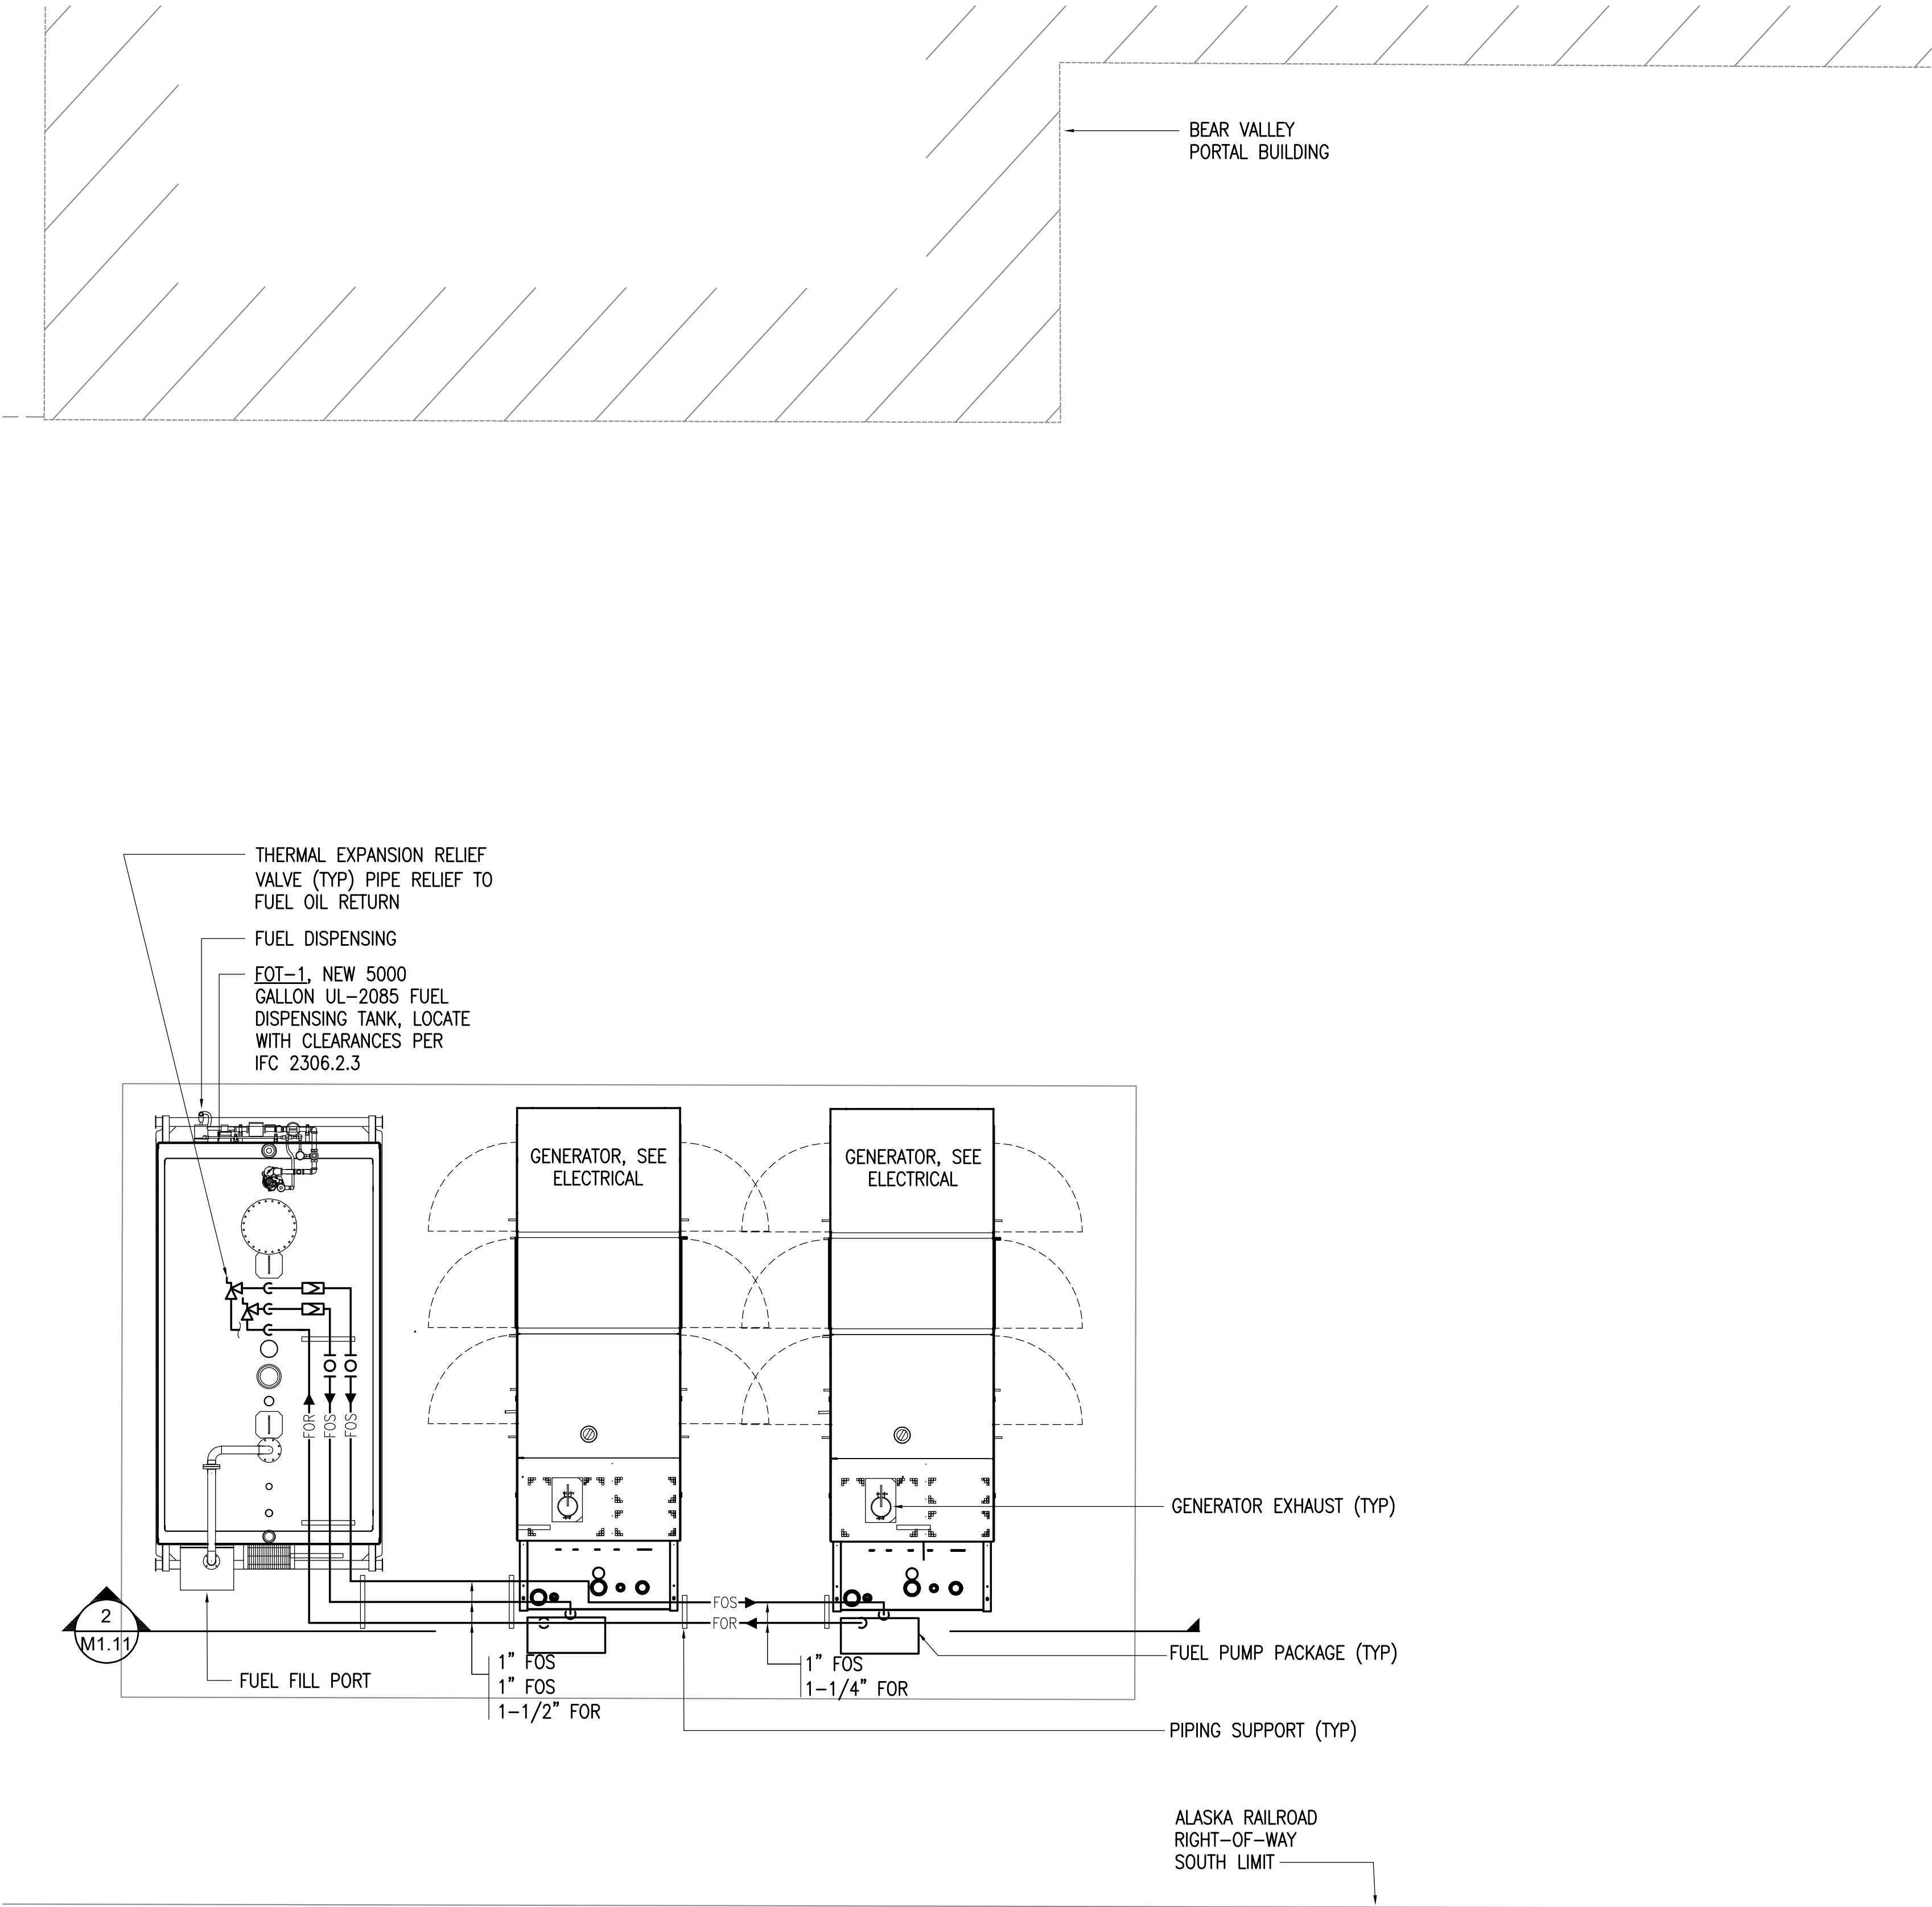 BEAR VALLEY
PORTAL BUILDING
THERMAL EXPANSION RELIEF
VALVE (TYP) PIPE RELIEF TO
FUEL OIL RETURN
FUEL DISPENSING
FOT-1, NEW 5000
GALLON UL-2085 FUEL
DISPENSING TANK, LOCATE
WITH CLEARANCES PER
IFC 2306.2.3
GENERATOR, SEE
ELECTRICAL
GENERATOR, SEE
ELECTRICAL
FOR
FOS
FOS
GENERATOR EXHAUST (TYP)
FOS
FOR
2
M1.11
FUEL PUMP PACKAGE (TYP)
FUEL FILL PORT
1" FOS
1" FOS
1-1/2" FOR
1" FOS
1-1/4" FOR
PIPING SUPPORT (TYP)
ALASKA RAILROAD
RIGHT-OF-WAY
SOUTH LIMIT